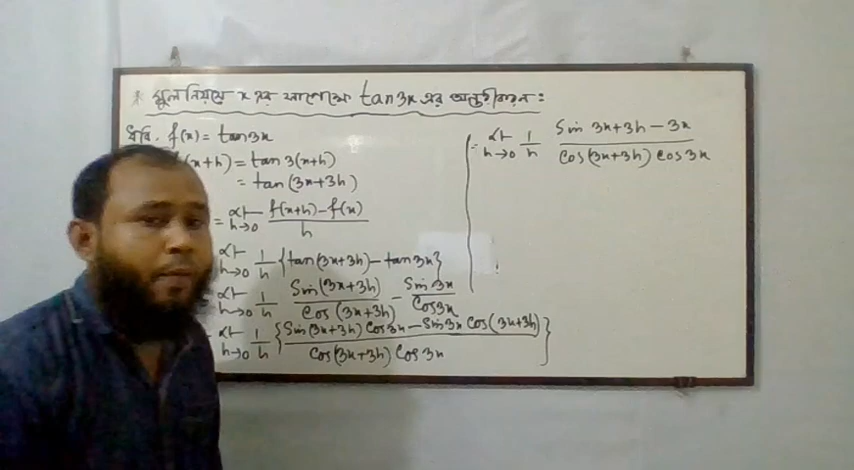 * মূল নিয়মে x এর সাপেক্ষে tan3x এর অন্তরীকরণ :
ধরি, f(x) = tan3x
(x+h) = tan 3(x+h)
= tan (3x+3h)
= Lt h→0 f(x+h)-f(x) / h
Lt h→0 1/h {tan(3x+3h) - tan3x}
Lt h→0 1/h Sin(3x+3h) / Cos (3x+3h) - Sin 3x / Cos3x
Lt h→0 1/h { Sin(3x+3h) Cos3x - Sin3x Cos(3x+3h) / Cos(3x+3h) Cos3x }
= Lt h→0 1/h Sin 3x+3h-3x / Cos(3x+3h) Cos3x